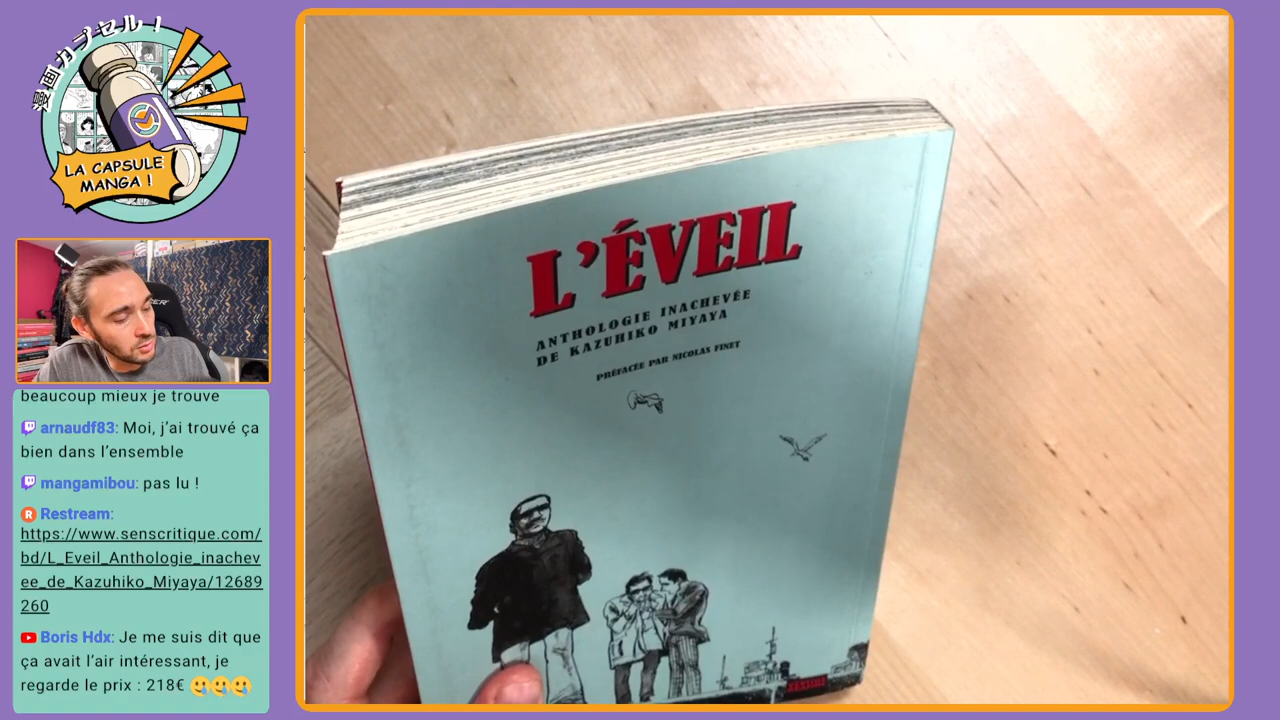 漫画カプセル！
LA CAPSULE
MANGA !
beaucoup mieux je trouve
arnaudf83: Moi, j’ai trouvé ça
bien dans l’ensemble
mangamibou: pas lu !
Restream:
https://www.senscritique.com/
bd/L_Eveil_Anthologie_inachev
ee_de_Kazuhiko_Miyaya/12689
260
Boris Hdx: Je me suis dit que
ça avait l’air intéressant, je
regarde le prix : 218€ 🥲🥲🥲
L’ÉVEIL
ANTHOLOGIE INACHEVÉE
DE KAZUHIKO MIYAYA
PRÉFACÉE PAR NICOLAS FINET